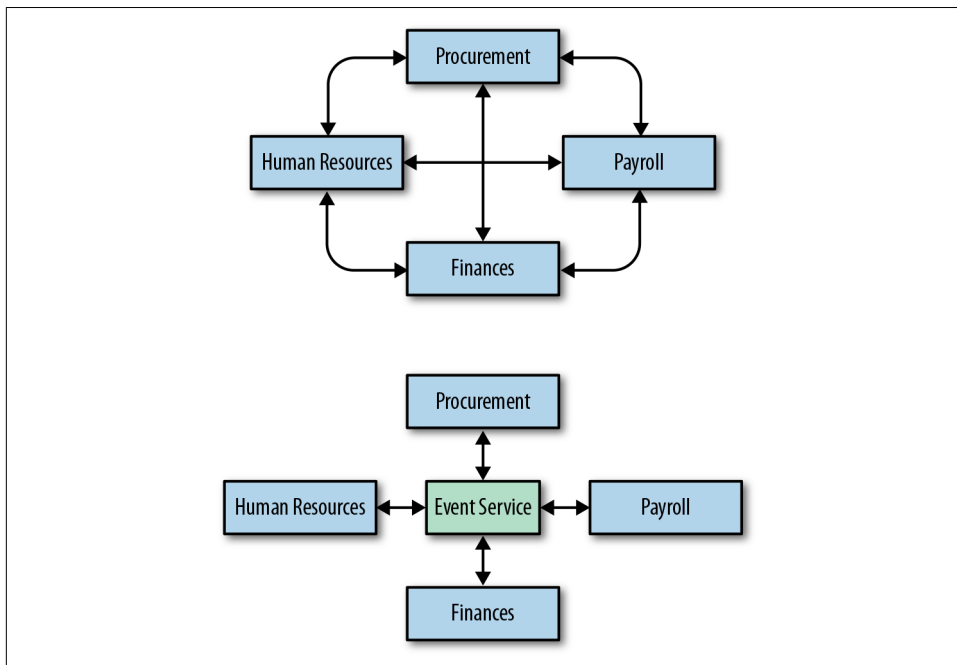 Procurement
Human Resources
Payroll
Finances
Procurement
Human Resources
Event Service
Payroll
Finances